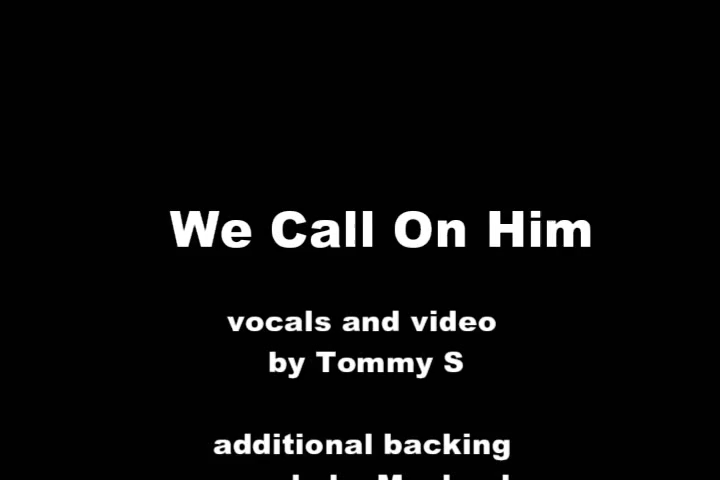 We Call On Him
vocals and video
by Tommy S
additional backing